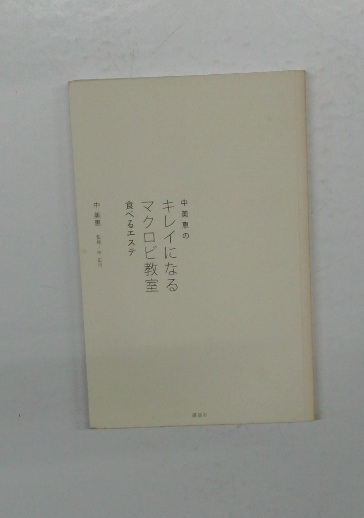 中美恵の
キレイになる
マクロビ教室
食べるエステ
中 美恵
講談社